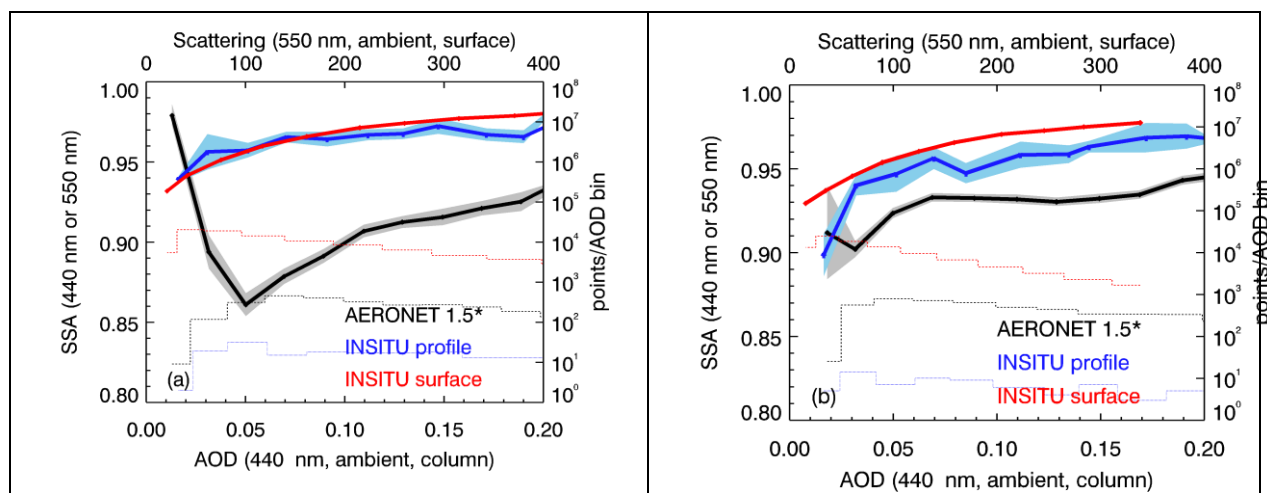 Scattering (550 nm, ambient, surface)
0 100 200 300 400
1.00
0.95
0.90
0.85
0.80
SSA (440 nm or 550 nm)
10^8
10^7
10^6
10^5
10^4
10^3
10^2
10^1
10^0
points/AOD bin
AERONET 1.5*
INSITU profile
INSITU surface
(a)
0.00 0.05 0.10 0.15 0.20
AOD (440 nm, ambient, column)
Scattering (550 nm, ambient, surface)
0 100 200 300 400
1.00
0.95
0.90
0.85
0.80
SSA (440 nm or 550 nm)
10^8
10^7
10^6
10^5
10^4
10^3
10^2
10^1
10^0
points/AOD bin
AERONET 1.5*
INSITU profile
INSITU surface
(b)
0.00 0.05 0.10 0.15 0.20
AOD (440 nm, ambient, column)